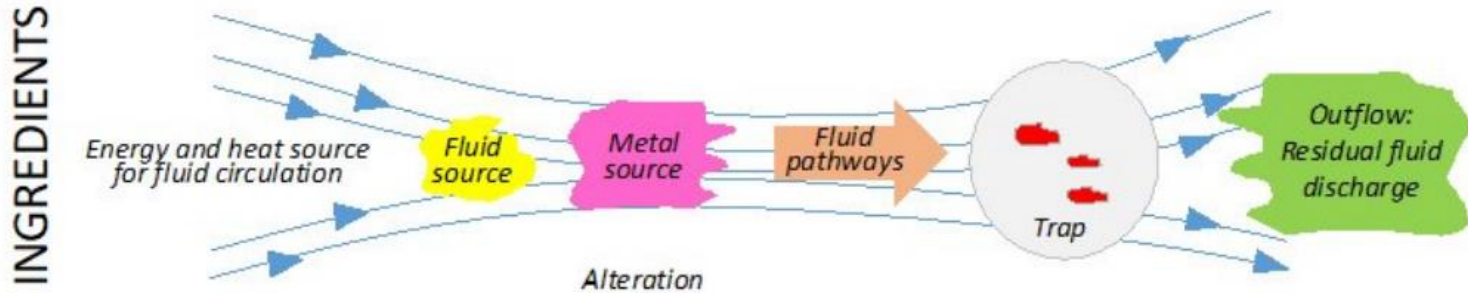 INGREDIENTS
Energy and heat source
for fluid circulation
Fluid
source
Metal
source
Fluid
pathways
Trap
Outflow:
Residual fluid
discharge
Alteration